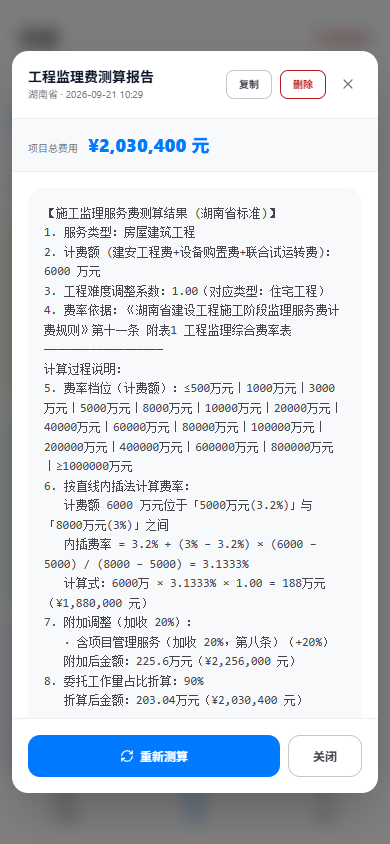 工程监理费测算报告
湖南省 · 2026-09-21 10:29
复制
删除
项目总费用 ¥2,030,400 元
【施工监理服务费测算结果（湖南省标准）】
1. 服务类型：房屋建筑工程
2. 计费额（建安工程费+设备购置费+联合试运转费）：
6000 万元
3. 工程难度调整系数：1.00（对应类型：住宅工程）
4. 费率依据：《湖南省建设工程施工阶段监理服务费计
费规则》第十一条 附表1 工程监理综合费率表
────────────────
计算过程说明：
5. 费率档位（计费额）：≤500万元｜1000万元｜3000
万元｜5000万元｜8000万元｜10000万元｜20000万元｜
40000万元｜60000万元｜80000万元｜100000万元｜
200000万元｜400000万元｜600000万元｜800000万元
｜≥1000000万元
6. 按直线内插法计算费率：
计费额 6000 万元位于「5000万元(3.2%)」与
「8000万元(3%)」之间
内插费率 = 3.2% + (3% − 3.2%) × (6000 −
5000) / (8000 − 5000) = 3.1333%
计算式：6000万 × 3.1333% × 1.00 = 188万元
（¥1,880,000 元）
7. 附加调整（加收 20%）：
· 含项目管理服务（加收 20%，第八条）（+20%）
附加后金额：225.6万元（¥2,256,000 元）
8. 委托工作量占比折算：90%
折算后金额：203.04万元（¥2,030,400 元）
重新测算
关闭